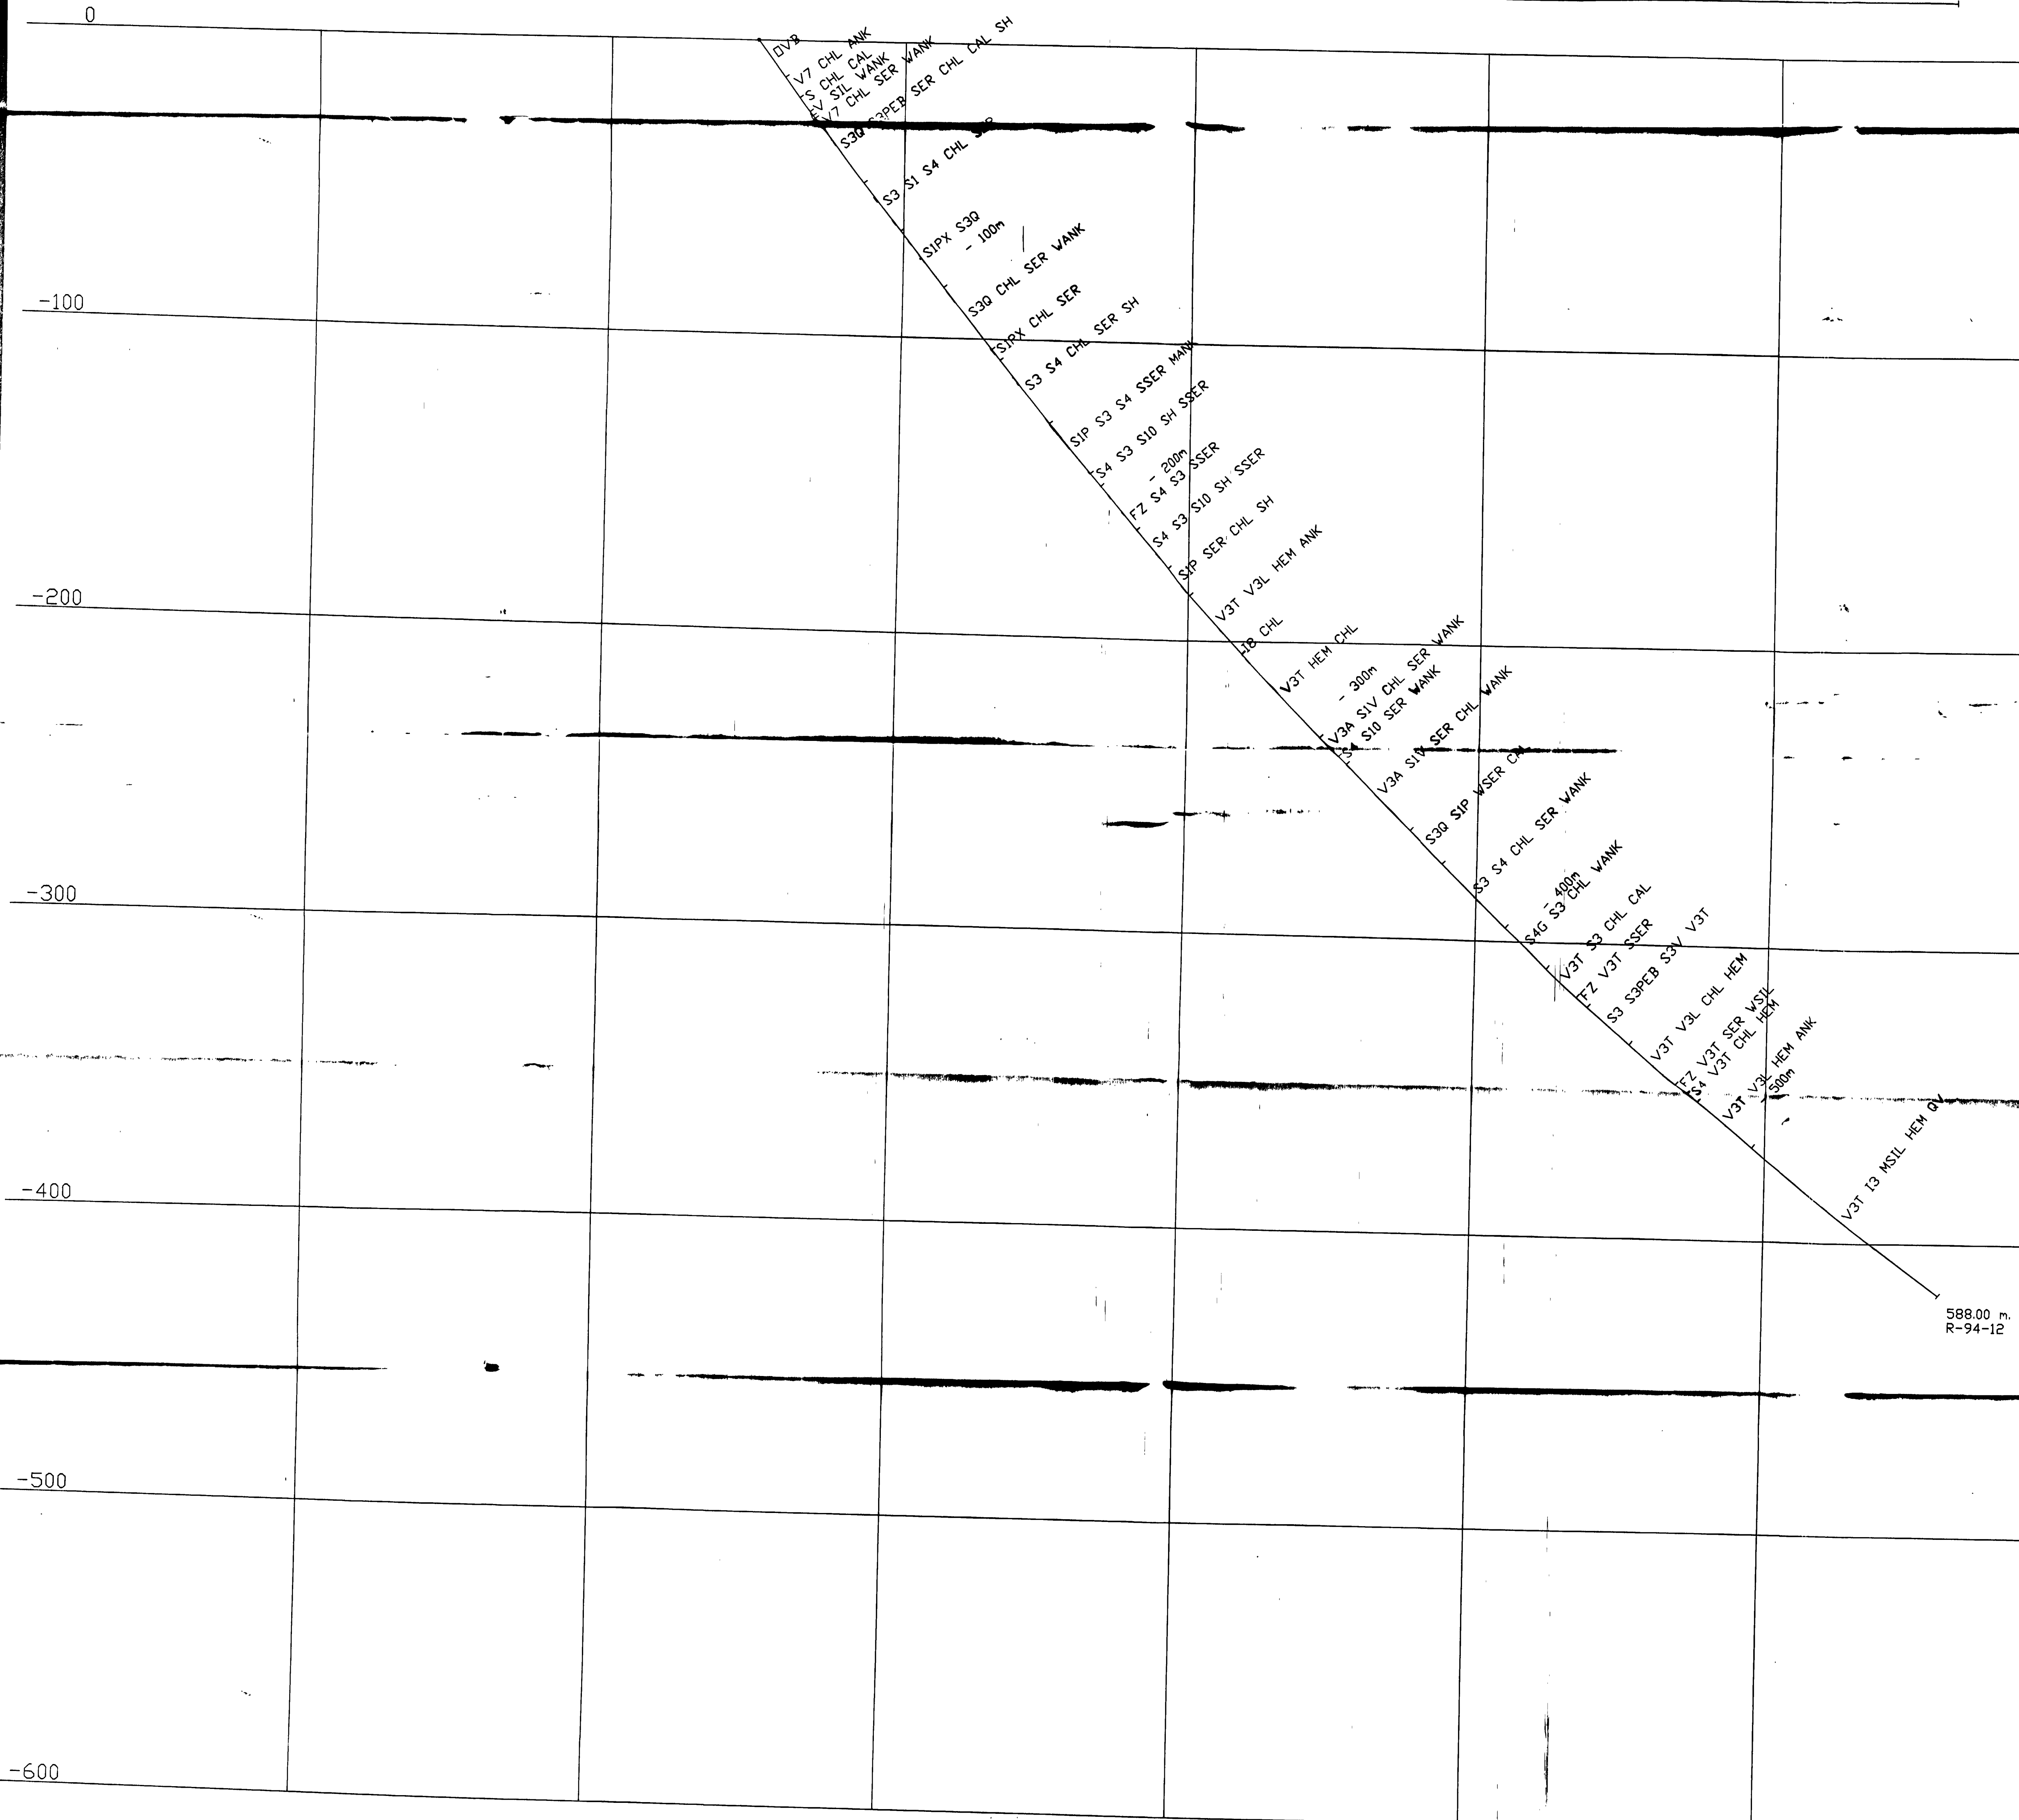 0
OVB
V7 CHL ANK
S CHL CAL
V SIL WANK
V7 CHL SER WANK
S3Q S3PEB SER CHL CAL SH
S3 S1 S4 CHL SER
S1PX S3Q
- 100m
S3Q CHL SER WANK
-100
S1PX CHL SER
S3 S4 CHL SER SH
S1P S3 S4 SSER MANK
S4 S3 S10 SH SSER
- 200m
FZ S4 S3 SSER
S4 S3 S10 SH SSER
S1P SER CHL SH
-200
V3T V3L HEM ANK
I8 CHL
V3T HEM CHL
- 300m
V3A S1V CHL SER WANK
S4 S10 SER WANK
V3A S1V SER CHL WANK
S3Q S1P WSER CAL
S3 S4 CHL SER WANK
-300
- 400m
S4G S3 CHL WANK
V3T S3 CHL CAL
FZ V3T SSER
S3 S3PEB S3V V3T
V3T V3L CHL HEM
FZ V3T SER WSIL
S4 V3T CHL HEM
V3T V3L HEM ANK
- 500m
V3T I3 MSIL HEM QV
-400
588.00 m.
R-94-12
-500
-600